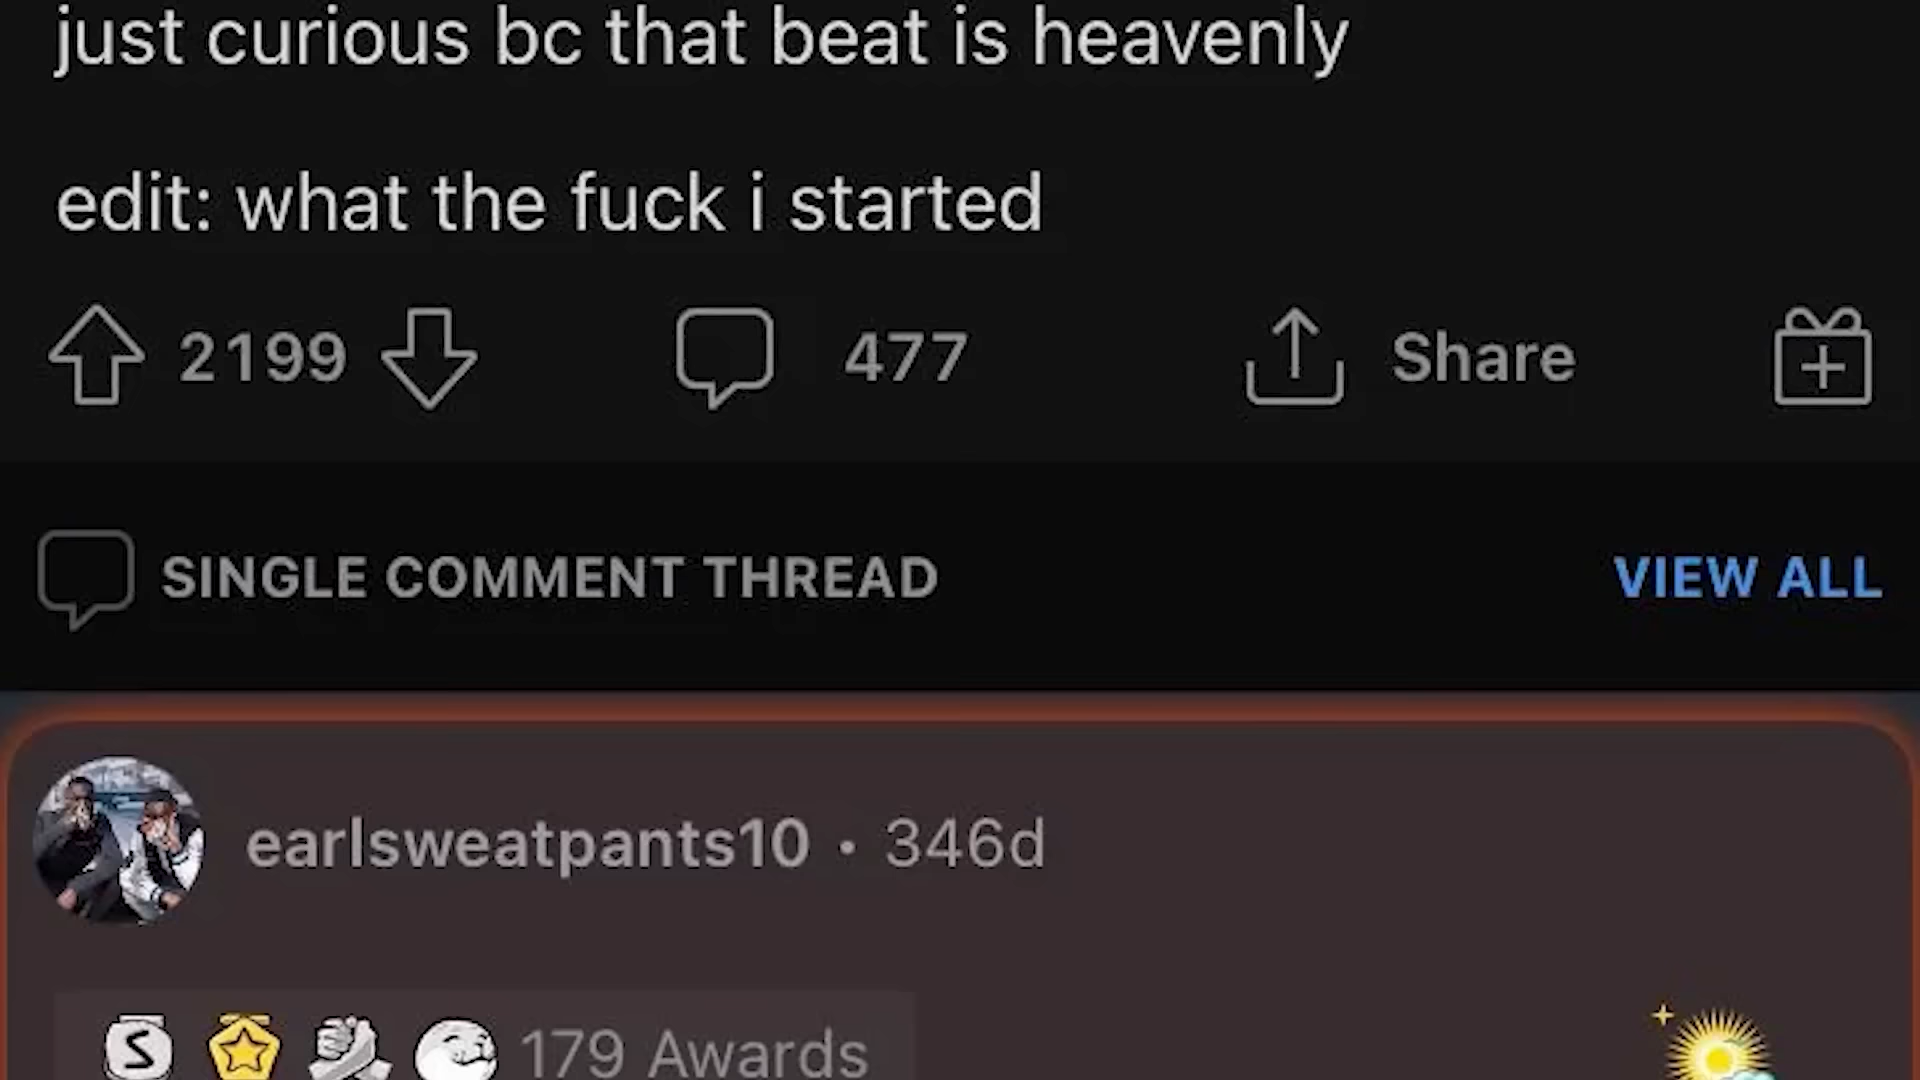 just curious bc that beat is heavenly
edit: what the fuck i started
2199 477 Share
SINGLE COMMENT THREAD VIEW ALL
earlsweatpants10 • 346d
S 179 Awards